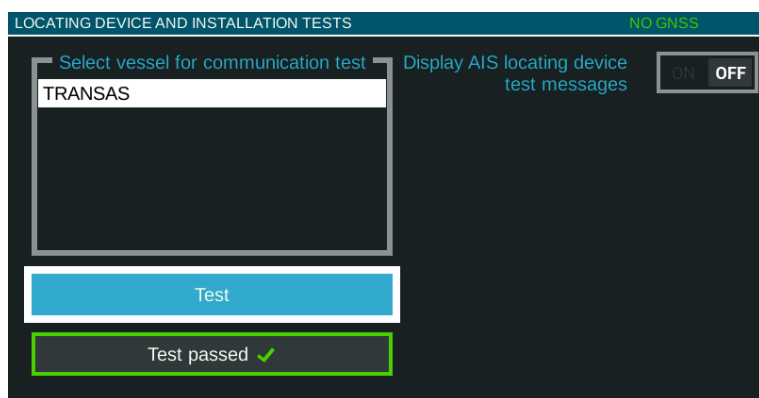 LOCATING DEVICE AND INSTALLATION TESTS
NO GNSS
Select vessel for communication test
TRANSAS
Display AIS locating device
test messages
ON OFF
Test
Test passed